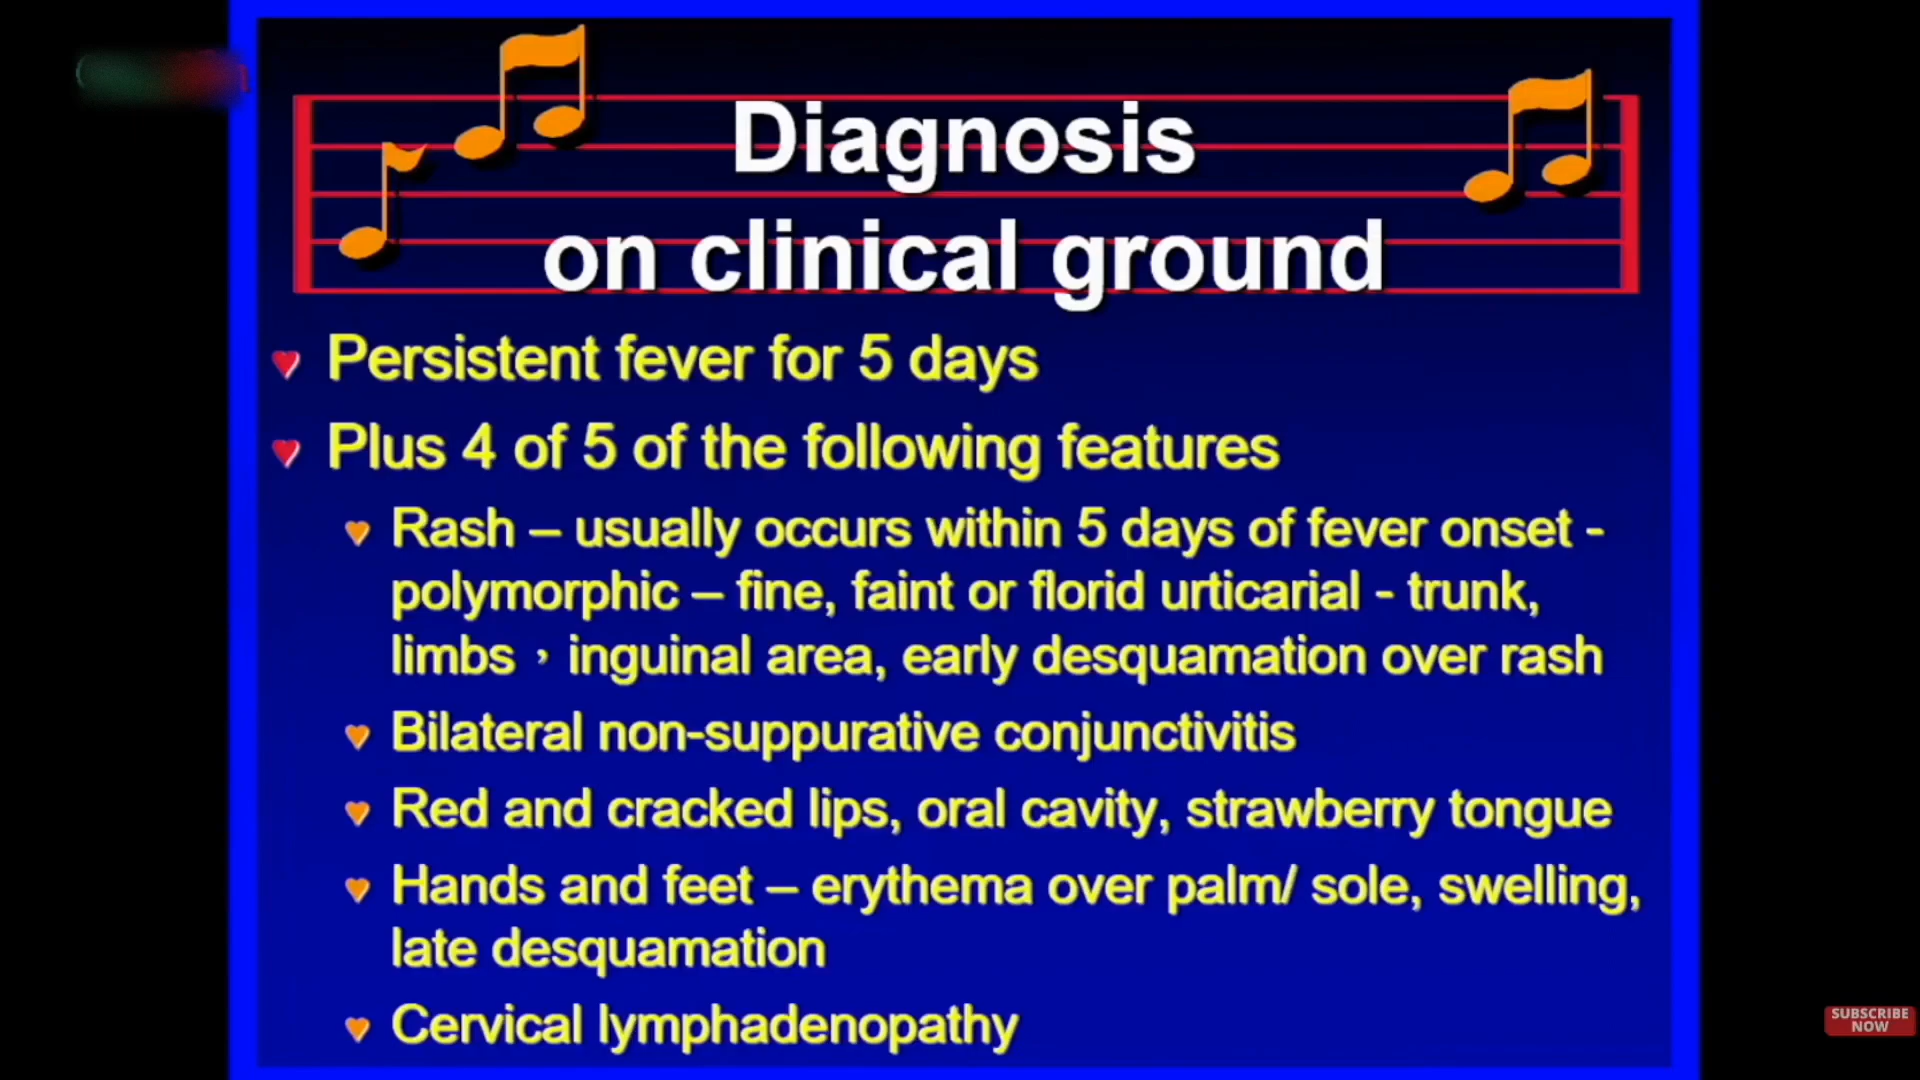 Diagnosis
on clinical ground
Persistent fever for 5 days
Plus 4 of 5 of the following features
Rash – usually occurs within 5 days of fever onset -
polymorphic – fine, faint or florid urticarial - trunk,
limbs，inguinal area, early desquamation over rash
Bilateral non-suppurative conjunctivitis
Red and cracked lips, oral cavity, strawberry tongue
Hands and feet – erythema over palm/ sole, swelling,
late desquamation
Cervical lymphadenopathy
SUBSCRIBE
NOW